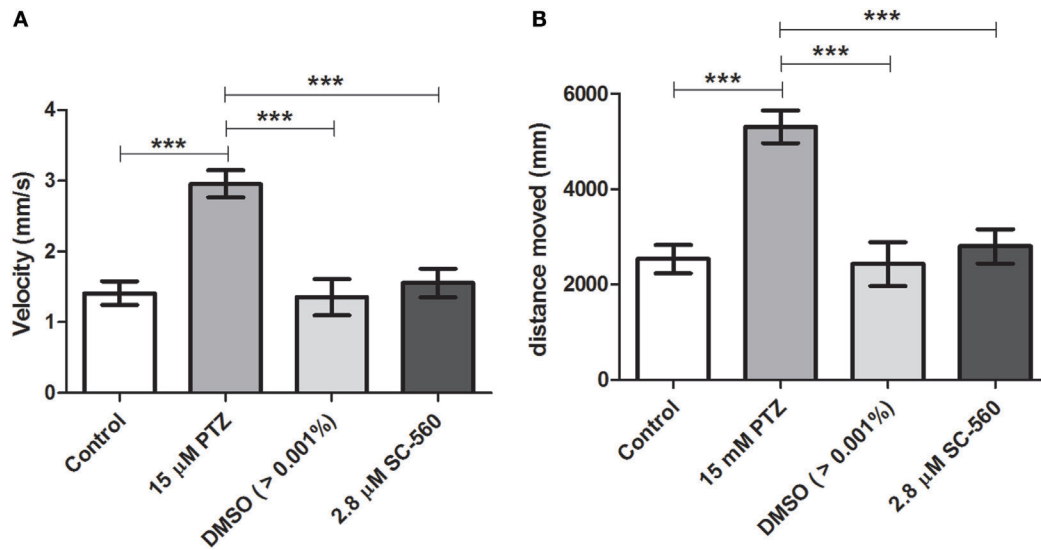 A
***
***
***
Velocity (mm/s)
4
3
2
1
0
Control
15 μM PTZ
DMSO ( > 0.001%)
2.8 μM SC-560
B
***
***
***
distance moved (mm)
6000
4000
2000
0
Control
15 mM PTZ
DMSO ( > 0.001%)
2.8 μM SC-560